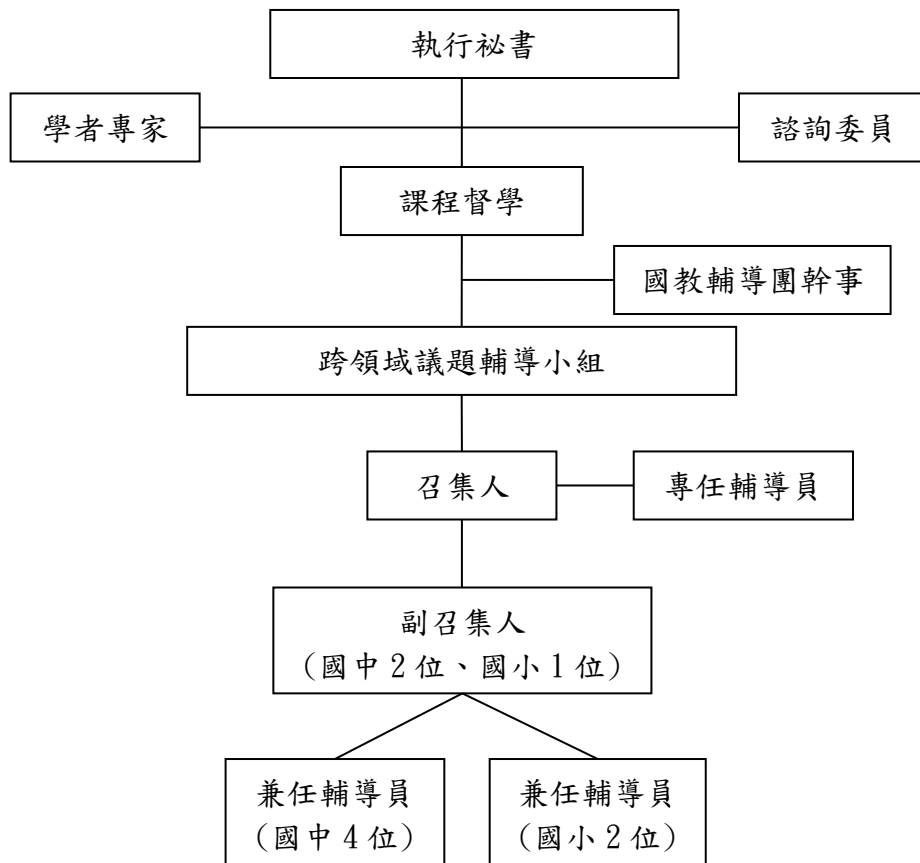 執行祕書
學者專家
諮詢委員
課程督學
國教輔導團幹事
跨領域議題輔導小組
召集人
專任輔導員
副召集人
（國中 2 位、國小 1 位）
兼任輔導員
（國中 4 位）
兼任輔導員
（國小 2 位）